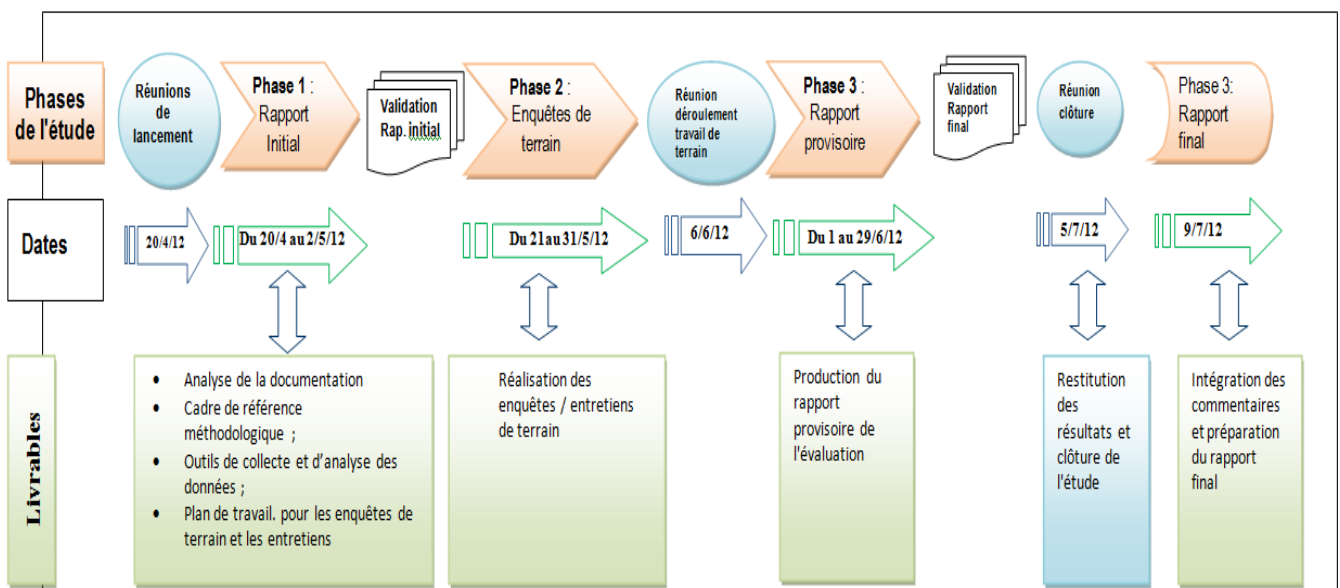 Phases
de l'étude
Réunions
de
lancement
Phase 1 :
Rapport
Initial
Validation
Rap. initial
Phase 2 :
Enquêtes de
terrain
Réunion
déroulement
travail de
terrain
Phase 3 :
Rapport
provisoire
Validation
Rapport
final
Réunion
clôture
Phase 3:
Rapport
final
Dates
20/4/12
Du 20/4 au 2/5/12
Du 21 au 31/5/12
6/6/12
Du 1 au 29/6/12
5/7/12
9/7/12
Livrables
• Analyse de la documentation
• Cadre de référence
méthodologique ;
• Outils de collecte et d'analyse des
données ;
• Plan de travail. pour les enquêtes de
terrain et les entretiens
Réalisation des
enquêtes / entretiens
de terrain
Production du
rapport
provisoire de
l'évaluation
Restitution
des
résultats et
clôture de
l'étude
Intégration des
commentaires
et préparation
du rapport
final